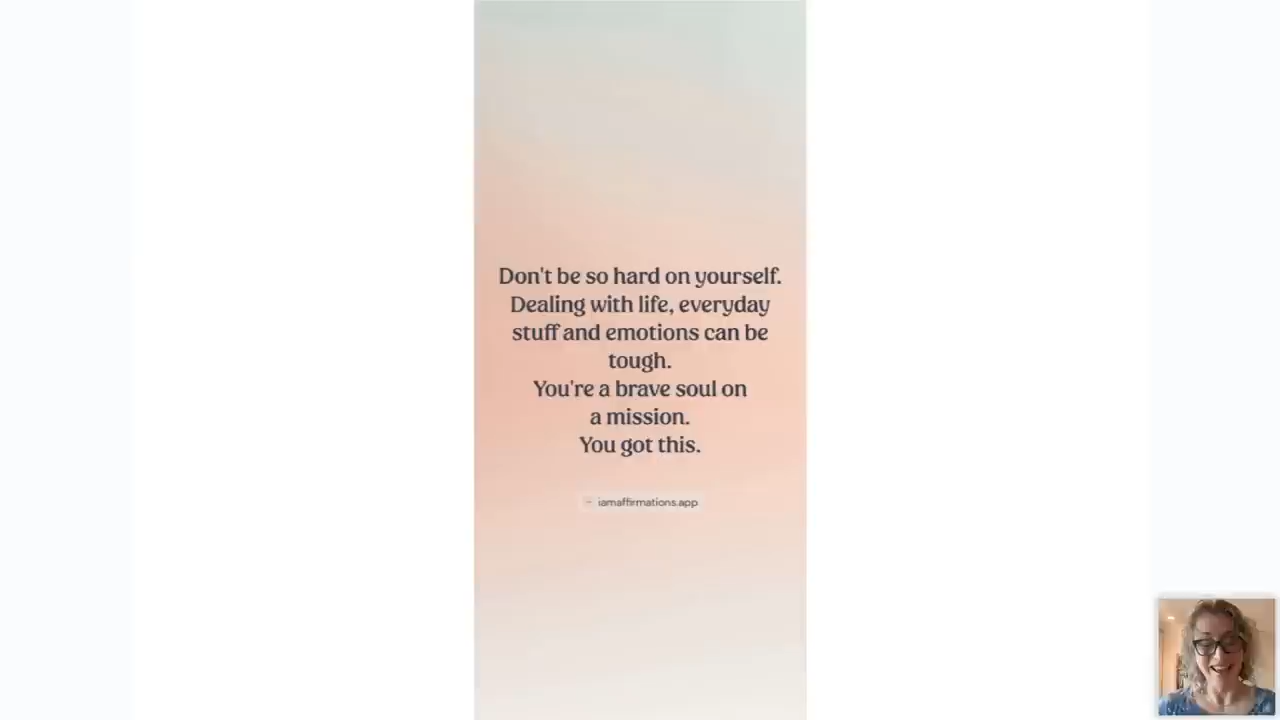 Don't be so hard on yourself.
Dealing with life, everyday
stuff and emotions can be
tough.
You're a brave soul on
a mission.
You got this.
iamaffirmations.app